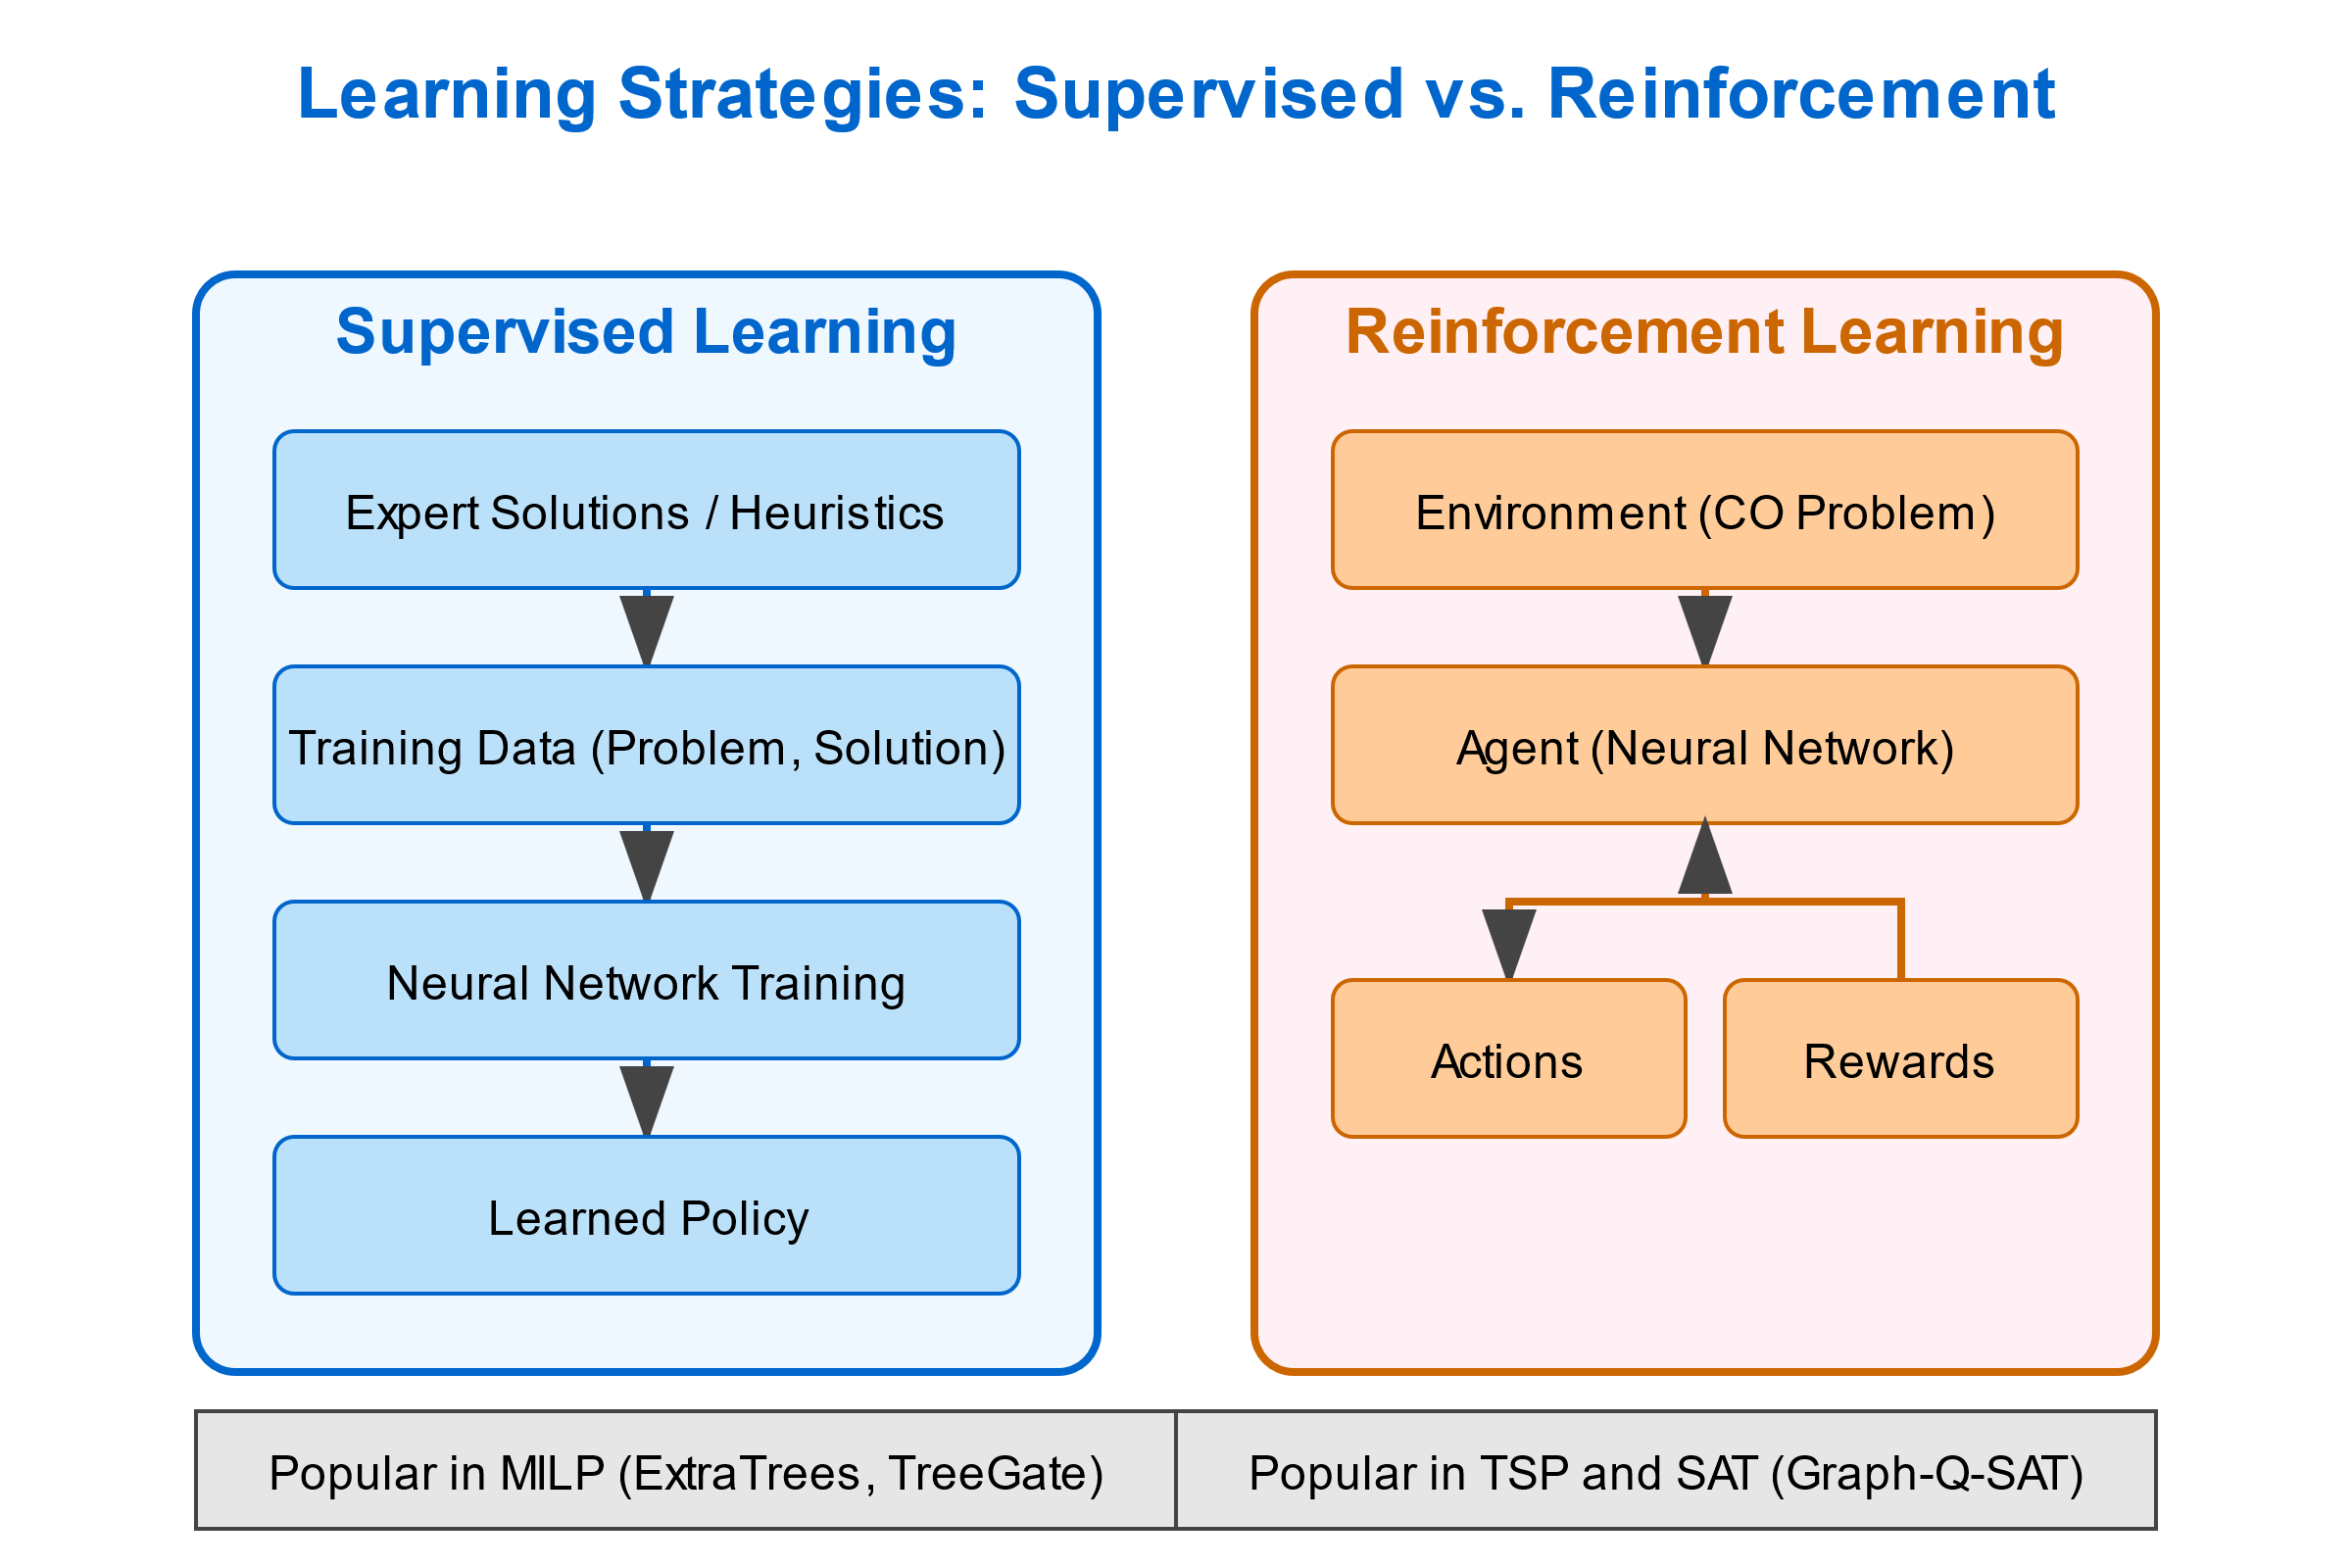 Learning Strategies: Supervised vs. Reinforcement
Supervised Learning
Expert Solutions / Heuristics
Training Data (Problem, Solution)
Neural Network Training
Learned Policy
Reinforcement Learning
Environment (CO Problem)
Agent (Neural Network)
Actions
Rewards
Popular in MILP (ExtraTrees, TreeGate)
Popular in TSP and SAT (Graph-Q-SAT)